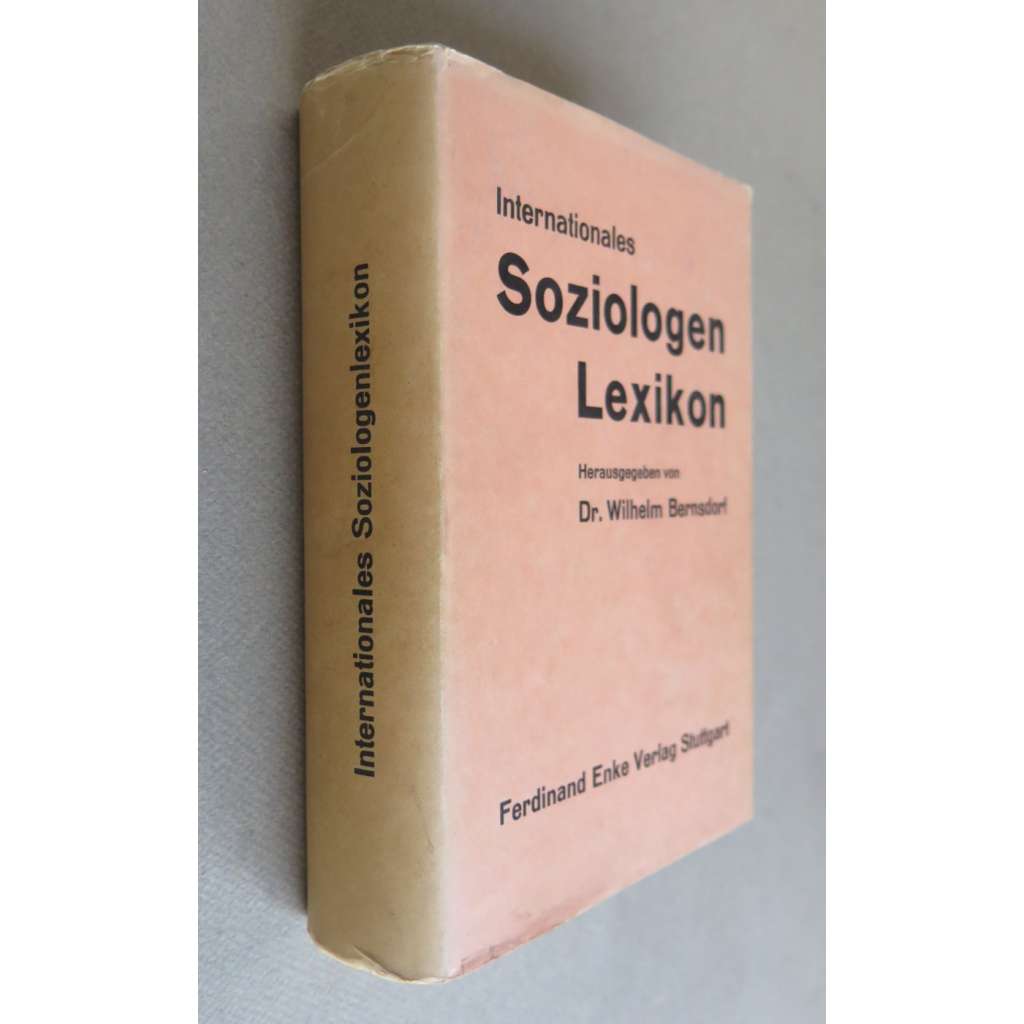 Internationales Soziologenlexikon
Internationales
Soziologen
Lexikon
Herausgegeben von
Dr. Wilhelm Bernsdorf
Ferdinand Enke Verlag Stuttgart